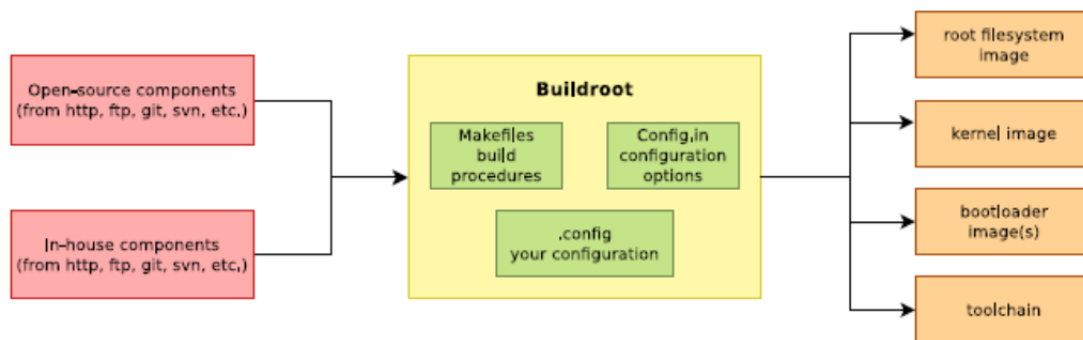 Open-source components
(from http, ftp, git, svn, etc.)
In-house components
(from http, ftp, git, svn, etc.)
Buildroot
Makefiles
build
procedures
Config.in
configuration
options
.config
your configuration
root filesystem
image
kernel image
bootloader
image(s)
toolchain